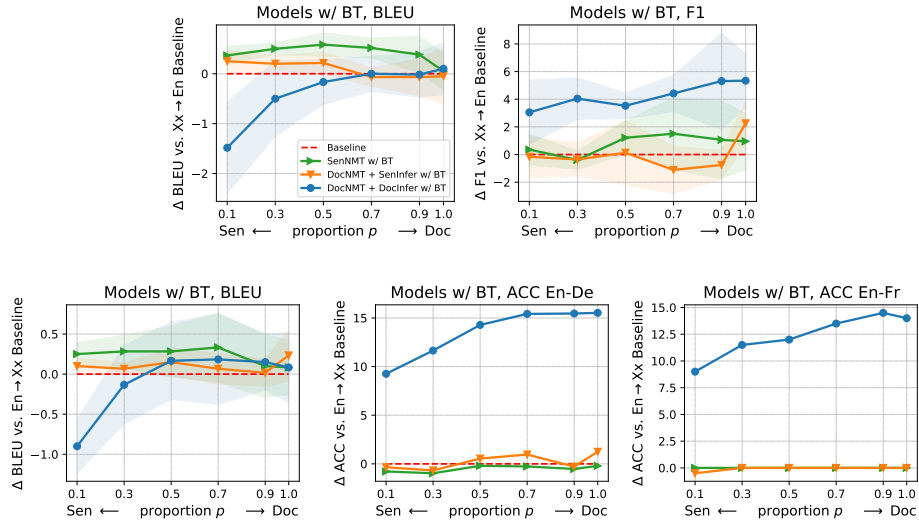 Models w/ BT, BLEU
Δ BLEU vs. Xx → En Baseline
0
−1
−2
Baseline
SenNMT w/ BT
DocNMT + SenInfer w/ BT
DocNMT + DocInfer w/ BT
0.1 0.3 0.5 0.7 0.9 1.0
Sen ⟵ proportion p ⟶ Doc
Models w/ BT, F1
Δ F1 vs. Xx → En Baseline
8
6
4
2
0
−2
0.1 0.3 0.5 0.7 0.9 1.0
Sen ⟵ proportion p ⟶ Doc
Models w/ BT, BLEU
Δ BLEU vs. En → Xx Baseline
0.5
0.0
−0.5
−1.0
0.1 0.3 0.5 0.7 0.9 1.0
Sen ⟵ proportion p ⟶ Doc
Models w/ BT, ACC En-De
Δ ACC vs. En → Xx Baseline
15
10
5
0
0.1 0.3 0.5 0.7 0.9 1.0
Sen ⟵ proportion p ⟶ Doc
Models w/ BT, ACC En-Fr
Δ ACC vs. En → Xx Baseline
15.0
12.5
10.0
7.5
5.0
2.5
0.0
0.1 0.3 0.5 0.7 0.9 1.0
Sen ⟵ proportion p ⟶ Doc